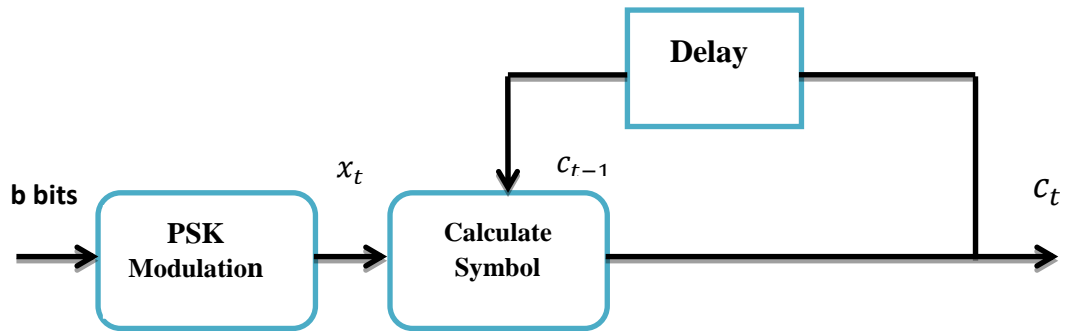 Delay
b bits
PSK
Modulation
x_t
Calculate
Symbol
c_{t-1}
c_t